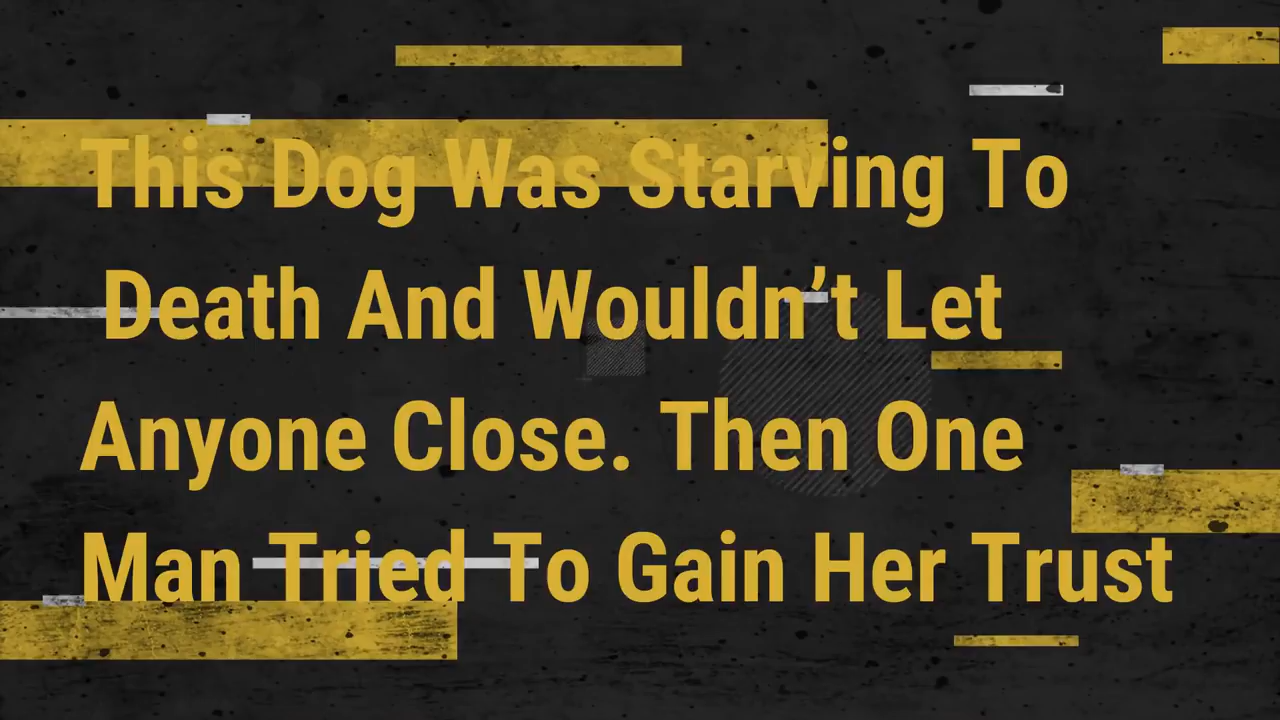 This Dog Was Starving To
Death And Wouldn’t Let
Anyone Close. Then One
Man Tried To Gain Her Trust